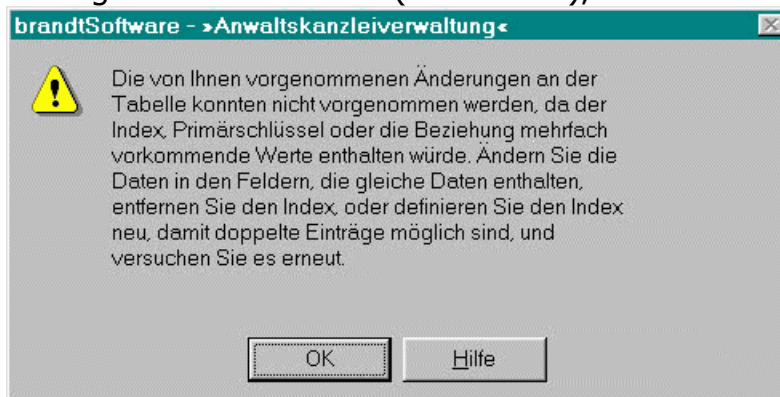 brandtSoftware - »Anwaltskanzleiverwaltung«
Die von Ihnen vorgenommenen Änderungen an der
Tabelle konnten nicht vorgenommen werden, da der
Index, Primärschlüssel oder die Beziehung mehrfach
vorkommende Werte enthalten würde. Ändern Sie die
Daten in den Feldern, die gleiche Daten enthalten,
entfernen Sie den Index, oder definieren Sie den Index
neu, damit doppelte Einträge möglich sind, und
versuchen Sie es erneut.
OK Hilfe